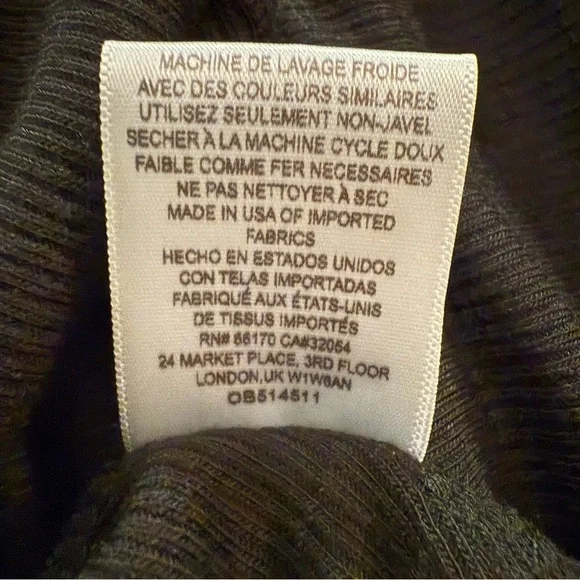 MACHINE DE LAVAGE FROIDE
AVEC DES COULEURS SIMILAIRES
UTILISEZ SEULEMENT NON-JAVEL
SECHER À LA MACHINE CYCLE DOUX
FAIBLE COMME FER NECESSAIRES
NE PAS NETTOYER À SEC
MADE IN USA OF IMPORTED
FABRICS
HECHO EN ESTADOS UNIDOS
CON TELAS IMPORTADAS
FABRIQUÉ AUX ÉTATS-UNIS
DE TISSUS IMPORTÉS
RN# 66170 CA#32054
24 MARKET PLACE, 3RD FLOOR
LONDON, UK W1W8AN
OB514511